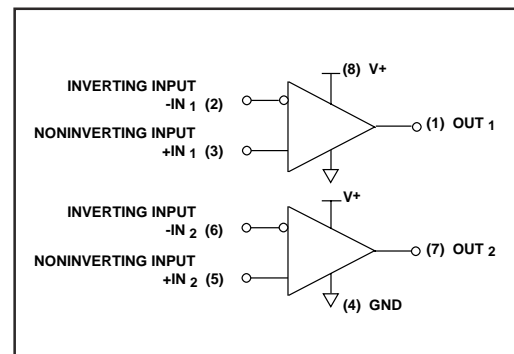 (8) V+
INVERTING INPUT
-IN 1 (2)
(1) OUT 1
NONINVERTING INPUT
+IN 1 (3)
V+
INVERTING INPUT
-IN 2 (6)
(7) OUT 2
NONINVERTING INPUT
+IN 2 (5)
(4) GND